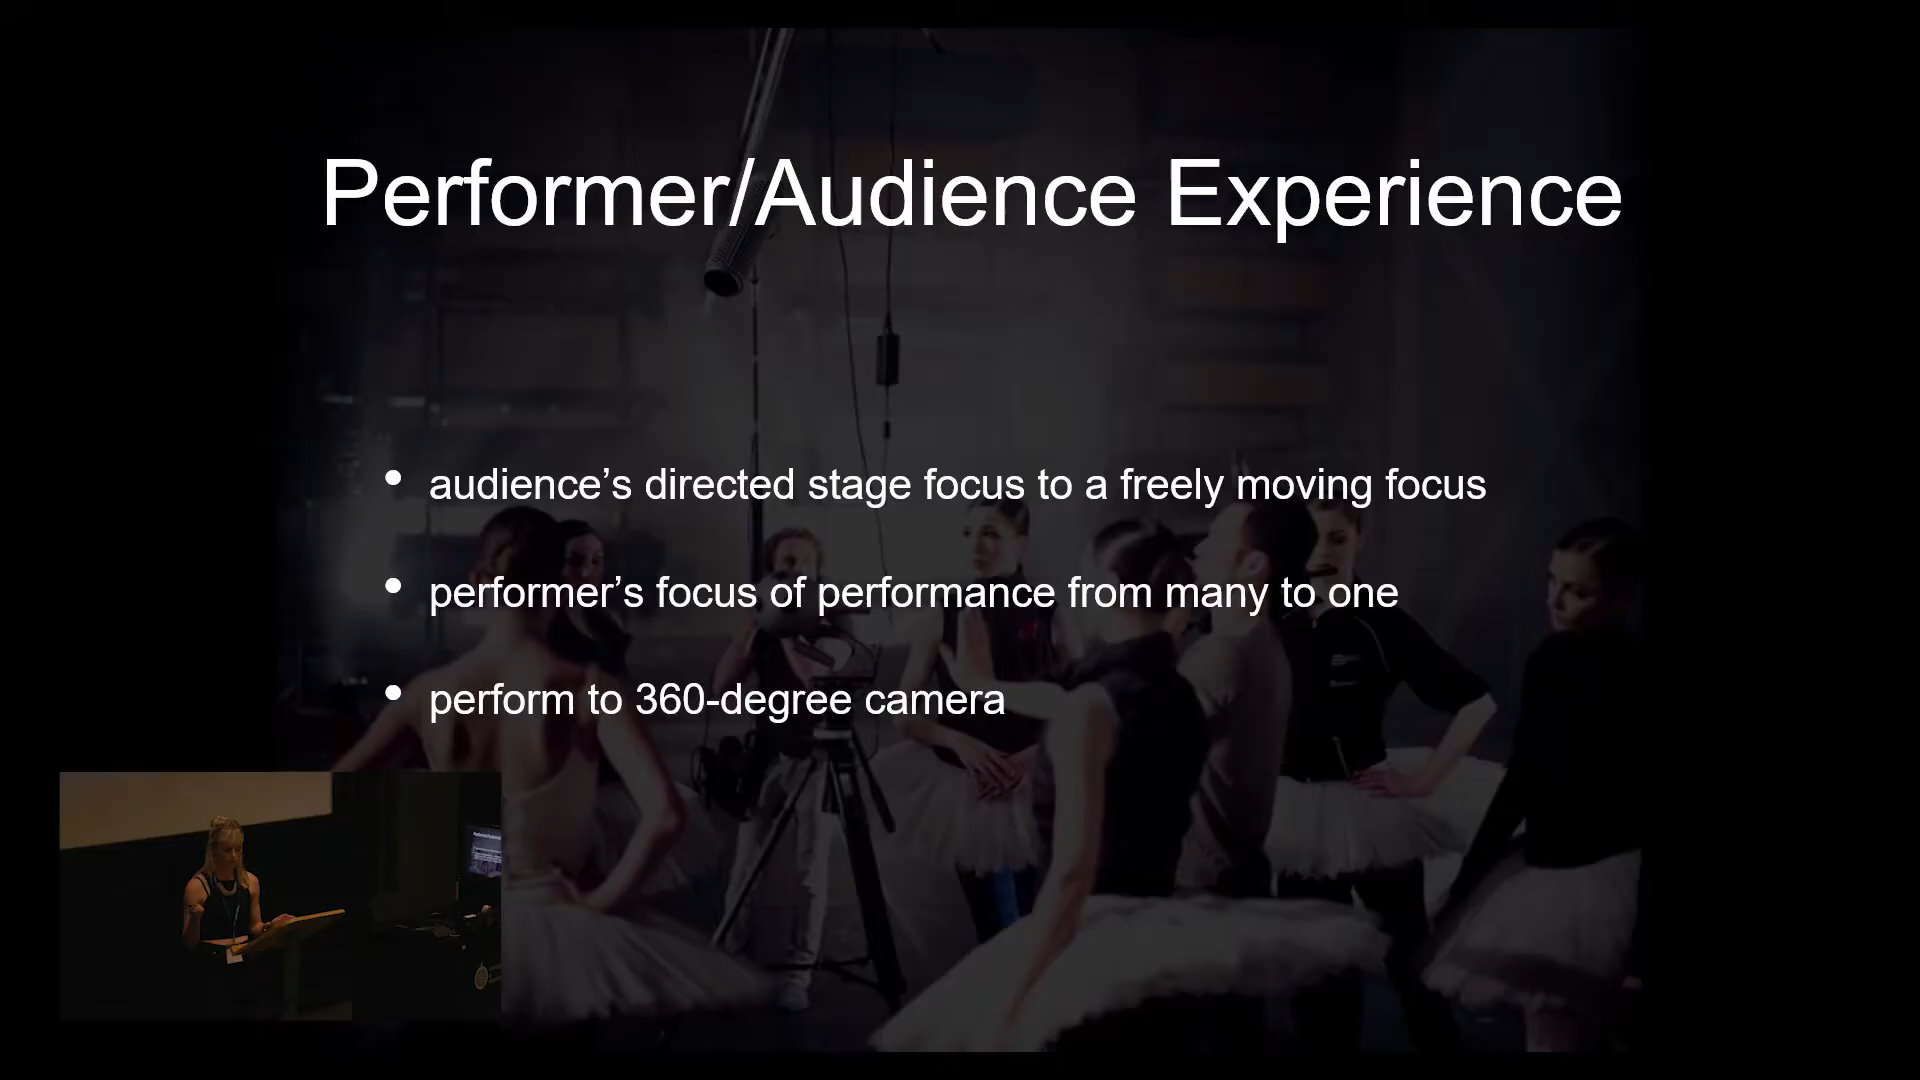 Performer/Audience Experience
• audience’s directed stage focus to a freely moving focus
• performer’s focus of performance from many to one
• perform to 360-degree camera